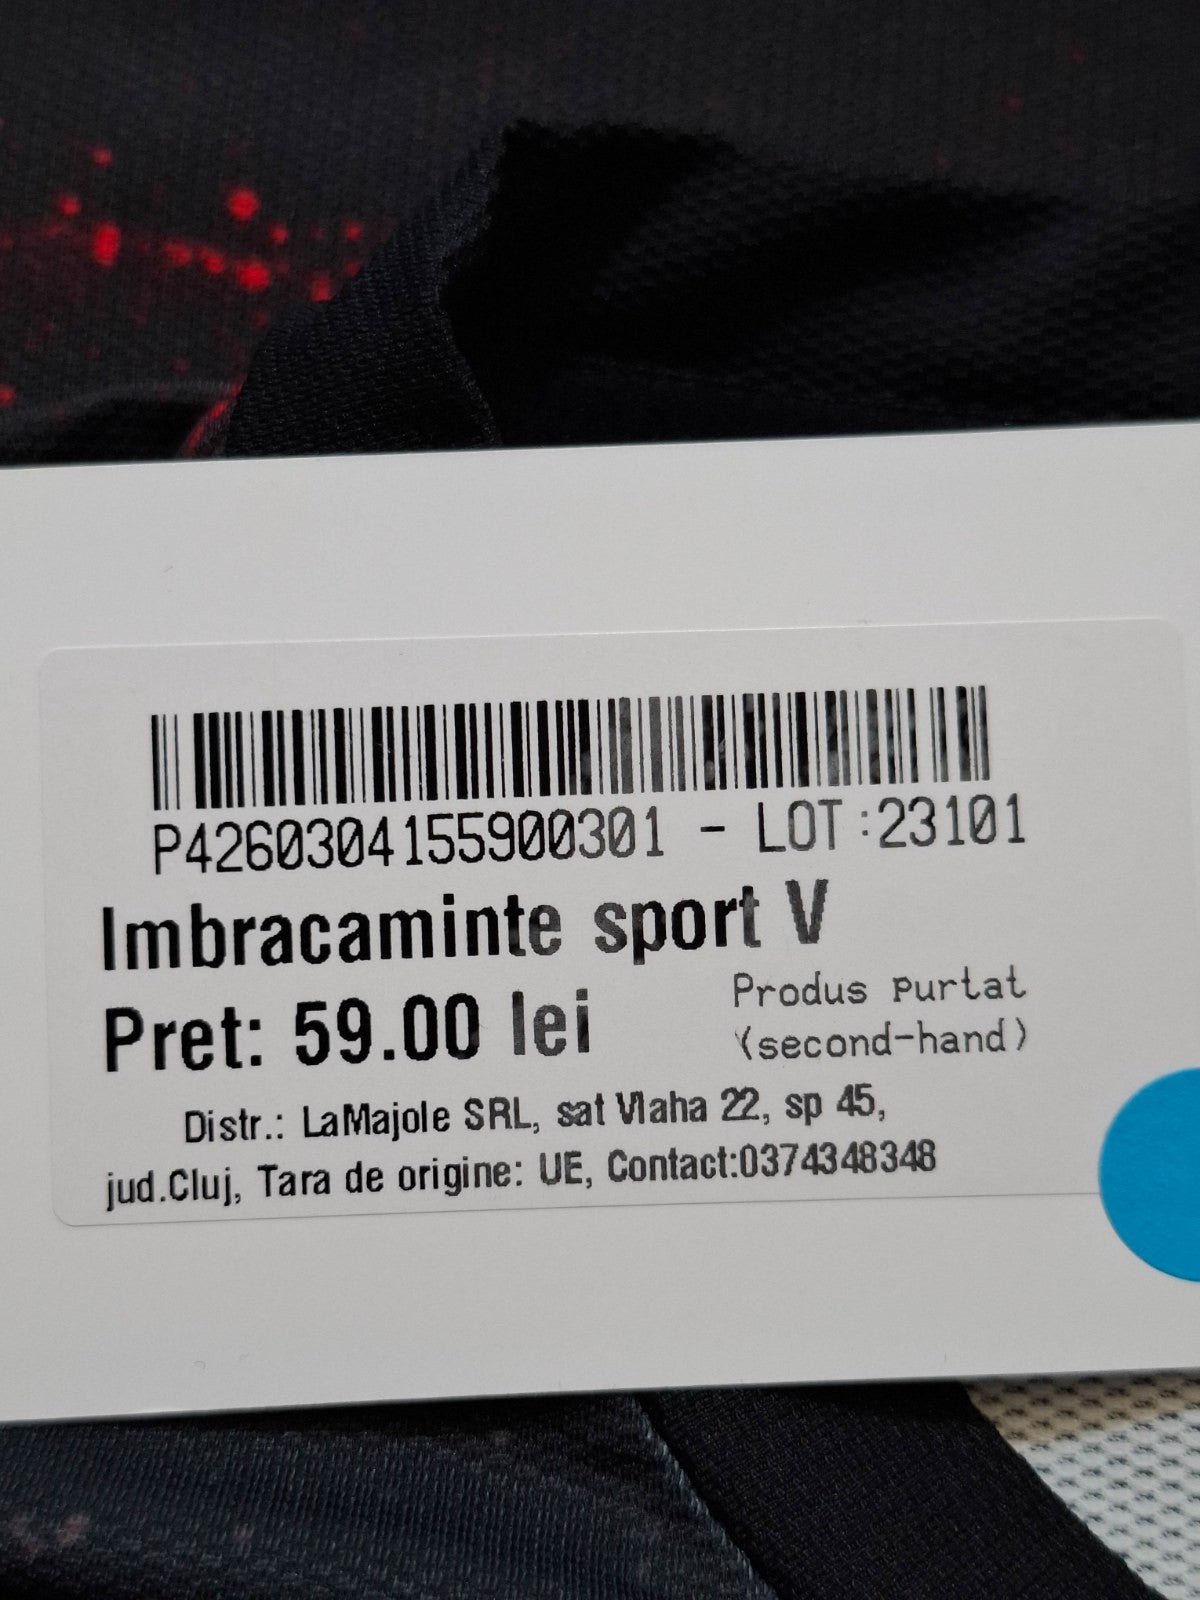 P4260304155900301 - LOT:23101
Imbracaminte sport V
Pret: 59.00 lei
Produs purtat
(second-hand)
Distr.: LaMajole SRL, sat Vlaha 22, sp 45,
jud.Cluj, Tara de origine: UE, Contact:0374348348